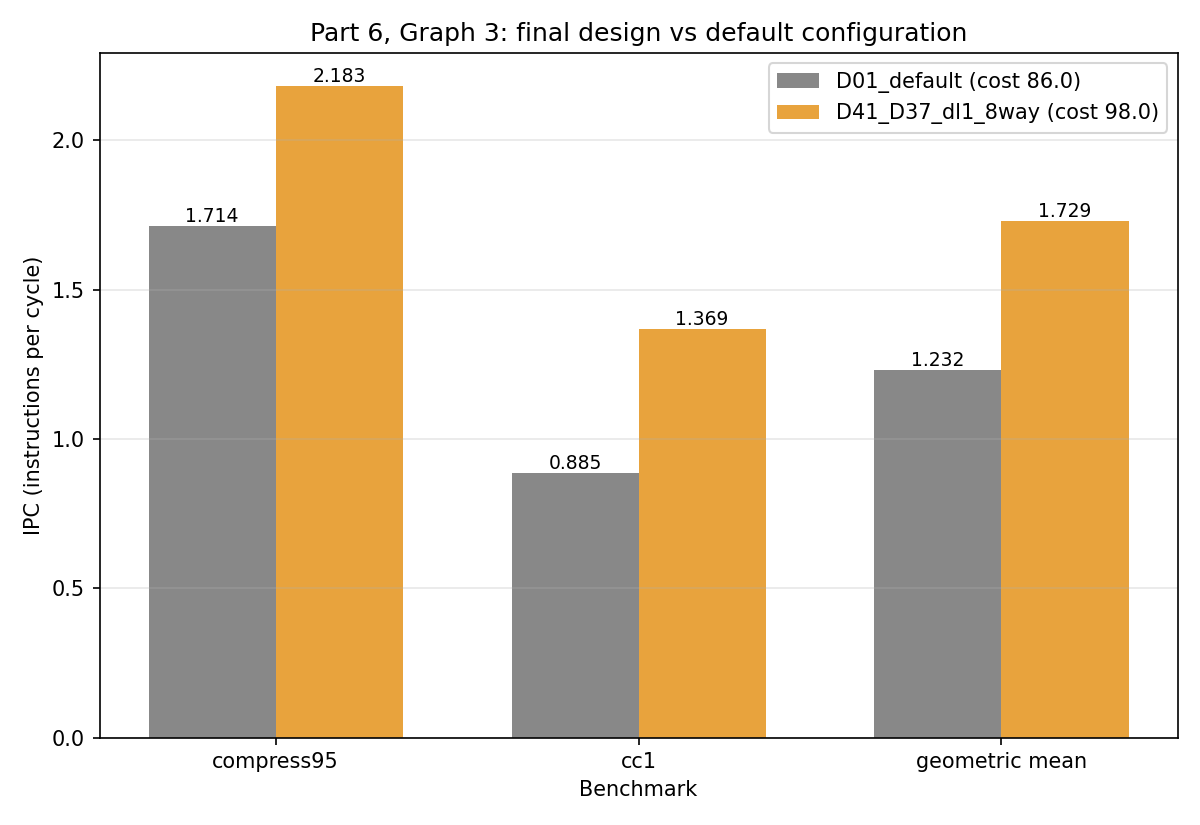 Part 6, Graph 3: final design vs default configuration
D01_default (cost 86.0)
D41_D37_dl1_8way (cost 98.0)
IPC (instructions per cycle)
2.0
1.5
1.0
0.5
0.0
1.714
2.183
0.885
1.369
1.232
1.729
compress95
cc1
geometric mean
Benchmark